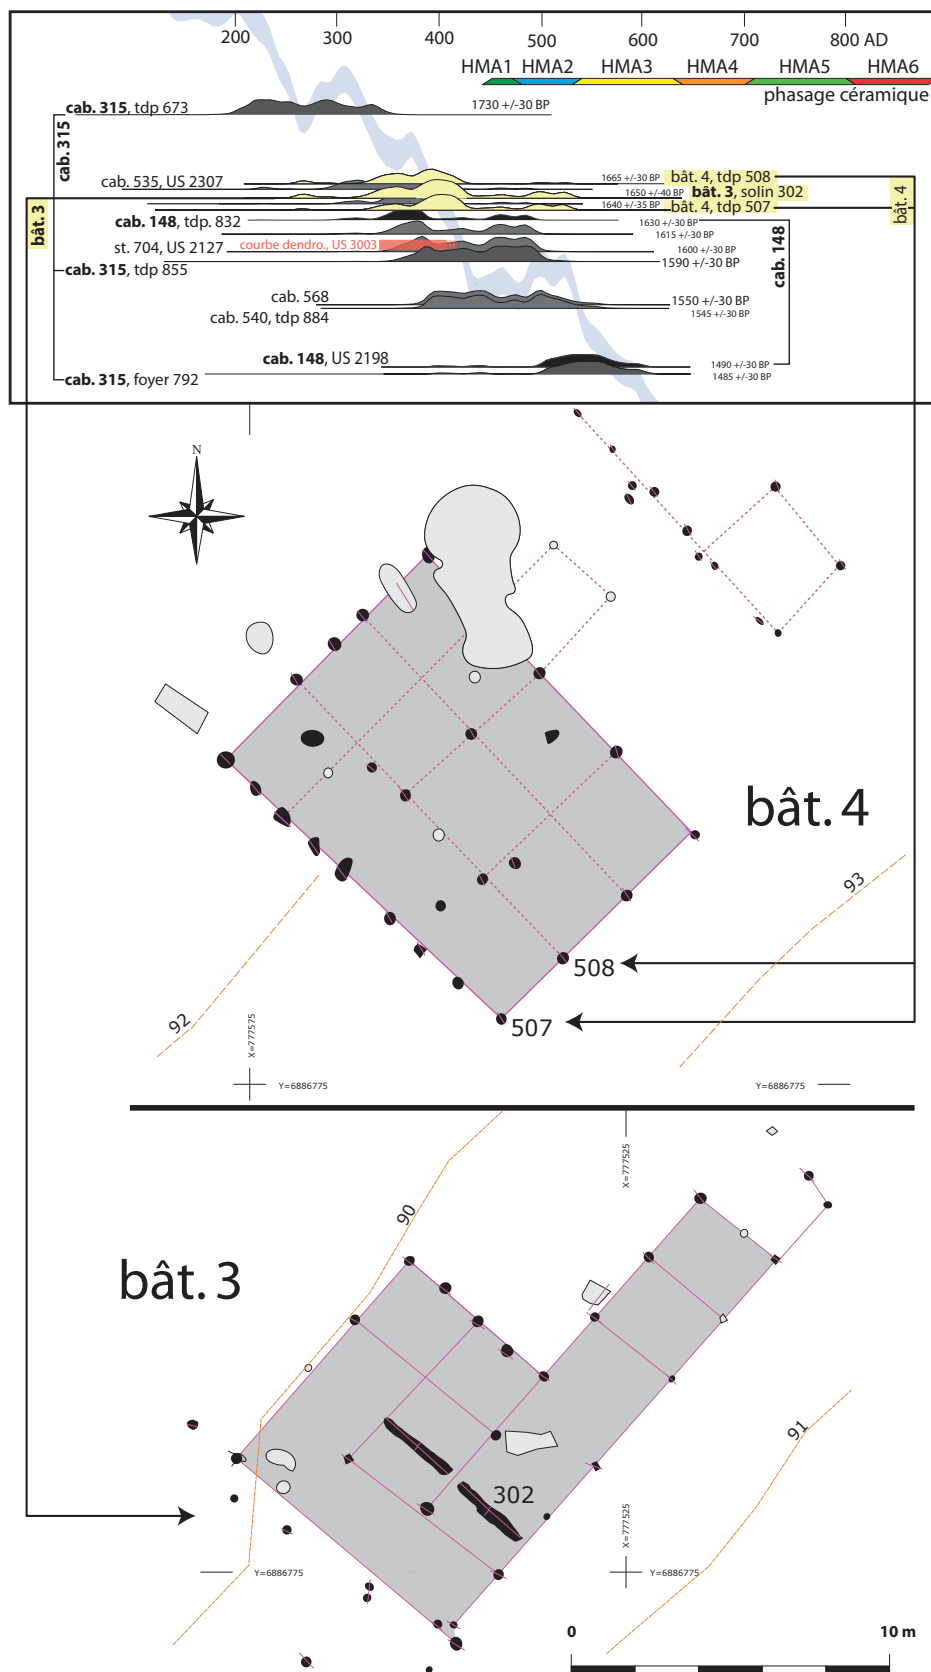 200 300 400 500 600 700 800 AD
HMA1 HMA2 HMA3 HMA4 HMA5 HMA6
phasage céramique
cab. 315, tdp 673 1730 +/-30 BP
cab. 315
cab. 535, US 2307 1665 +/-30 BP bât. 4, tdp 508
1650 +/-40 BP bât. 3, solin 302
1640 +/-35 BP bât. 4, tdp 507
bât. 3
bât. 4
cab. 148, tdp. 832 1630 +/-30 BP
1615 +/-30 BP
cab. 148
st. 704, US 2127 courbe dendro., US 3003 1600 +/-30 BP
cab. 315, tdp 855 1590 +/-30 BP
cab. 568 1550 +/-30 BP
cab. 540, tdp 884 1545 +/-30 BP
cab. 148, US 2198 1490 +/-30 BP
cab. 315, foyer 792 1485 +/-30 BP
N
bât. 4
93
508
507
92
X=777575
Y=6886775 Y=6886775
X=777525
90
bât. 3
91
302
X=777525
Y=6886775 Y=6886775
0 10 m